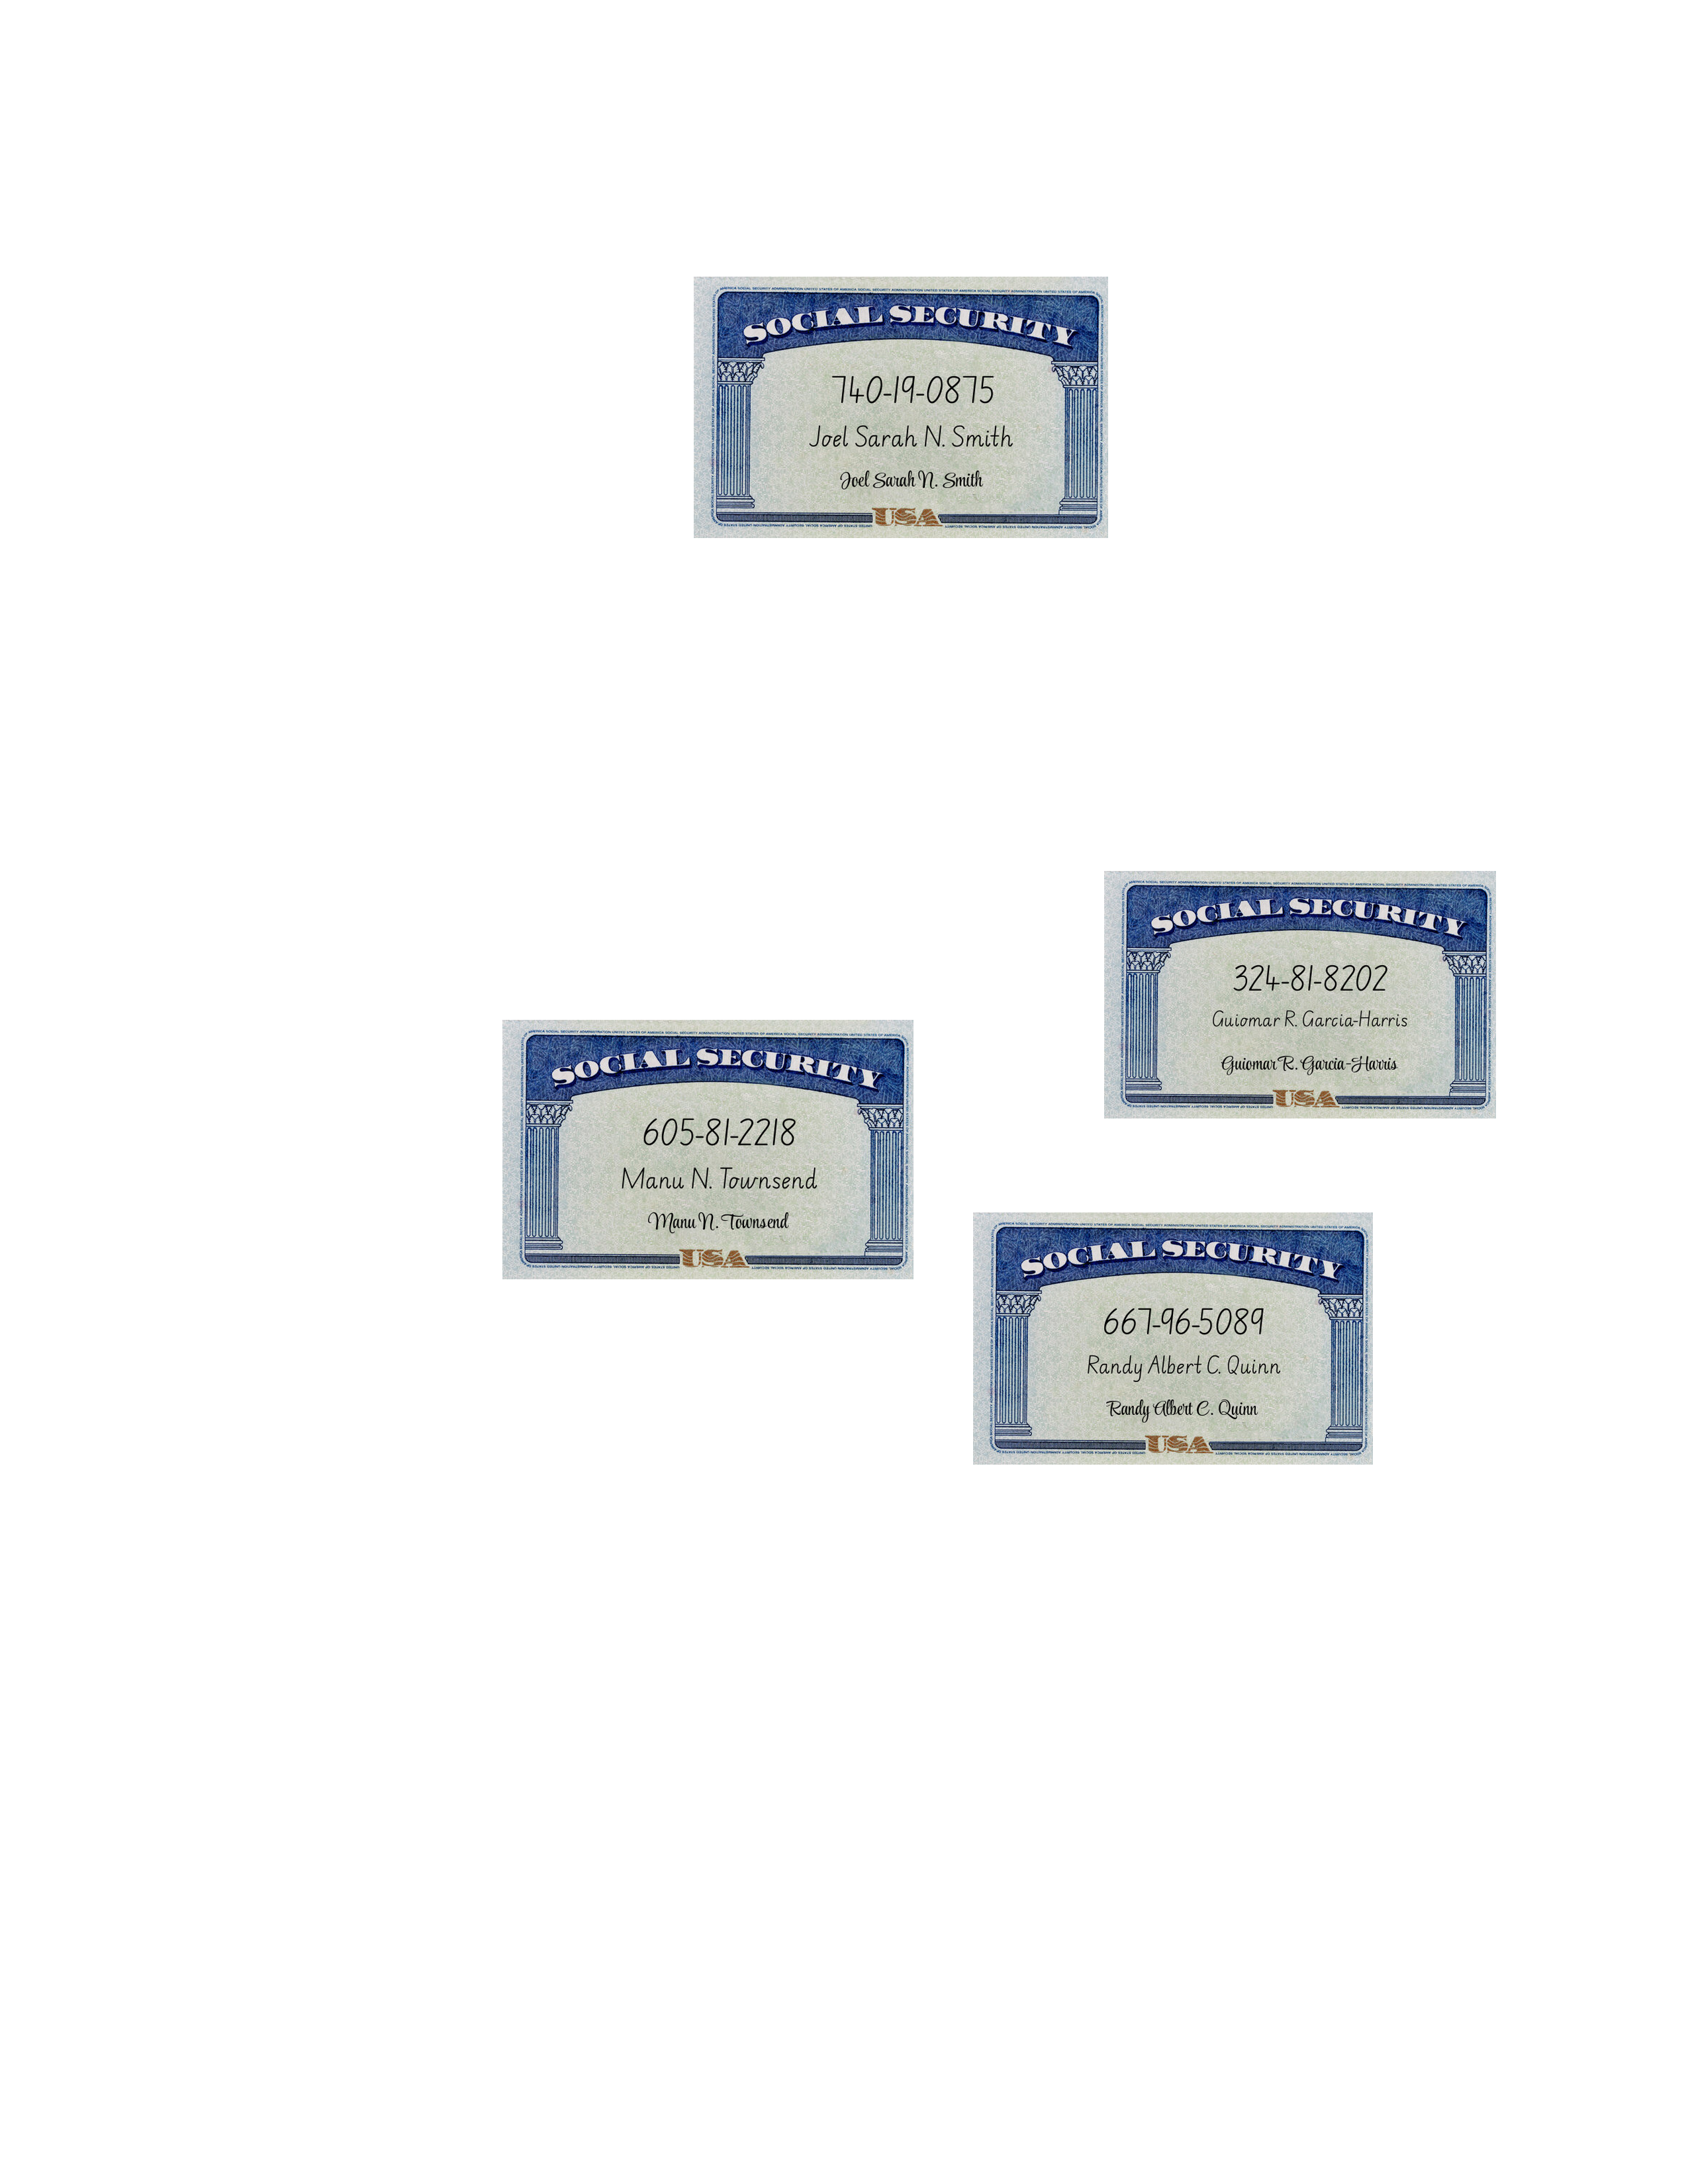 SOCIAL SECURITY
740-19-0875
Joel Sarah N. Smith
Joel Sarah N. Smith
USA
SOCIAL SECURITY
324-81-8202
Guiomar R. Garcia-Harris
Guiomar R. Garcia-Harris
USA
SOCIAL SECURITY
605-81-2218
Manu N. Townsend
Manu N. Townsend
USA
SOCIAL SECURITY
667-96-5089
Randy Albert C. Quinn
Randy Albert C. Quinn
USA